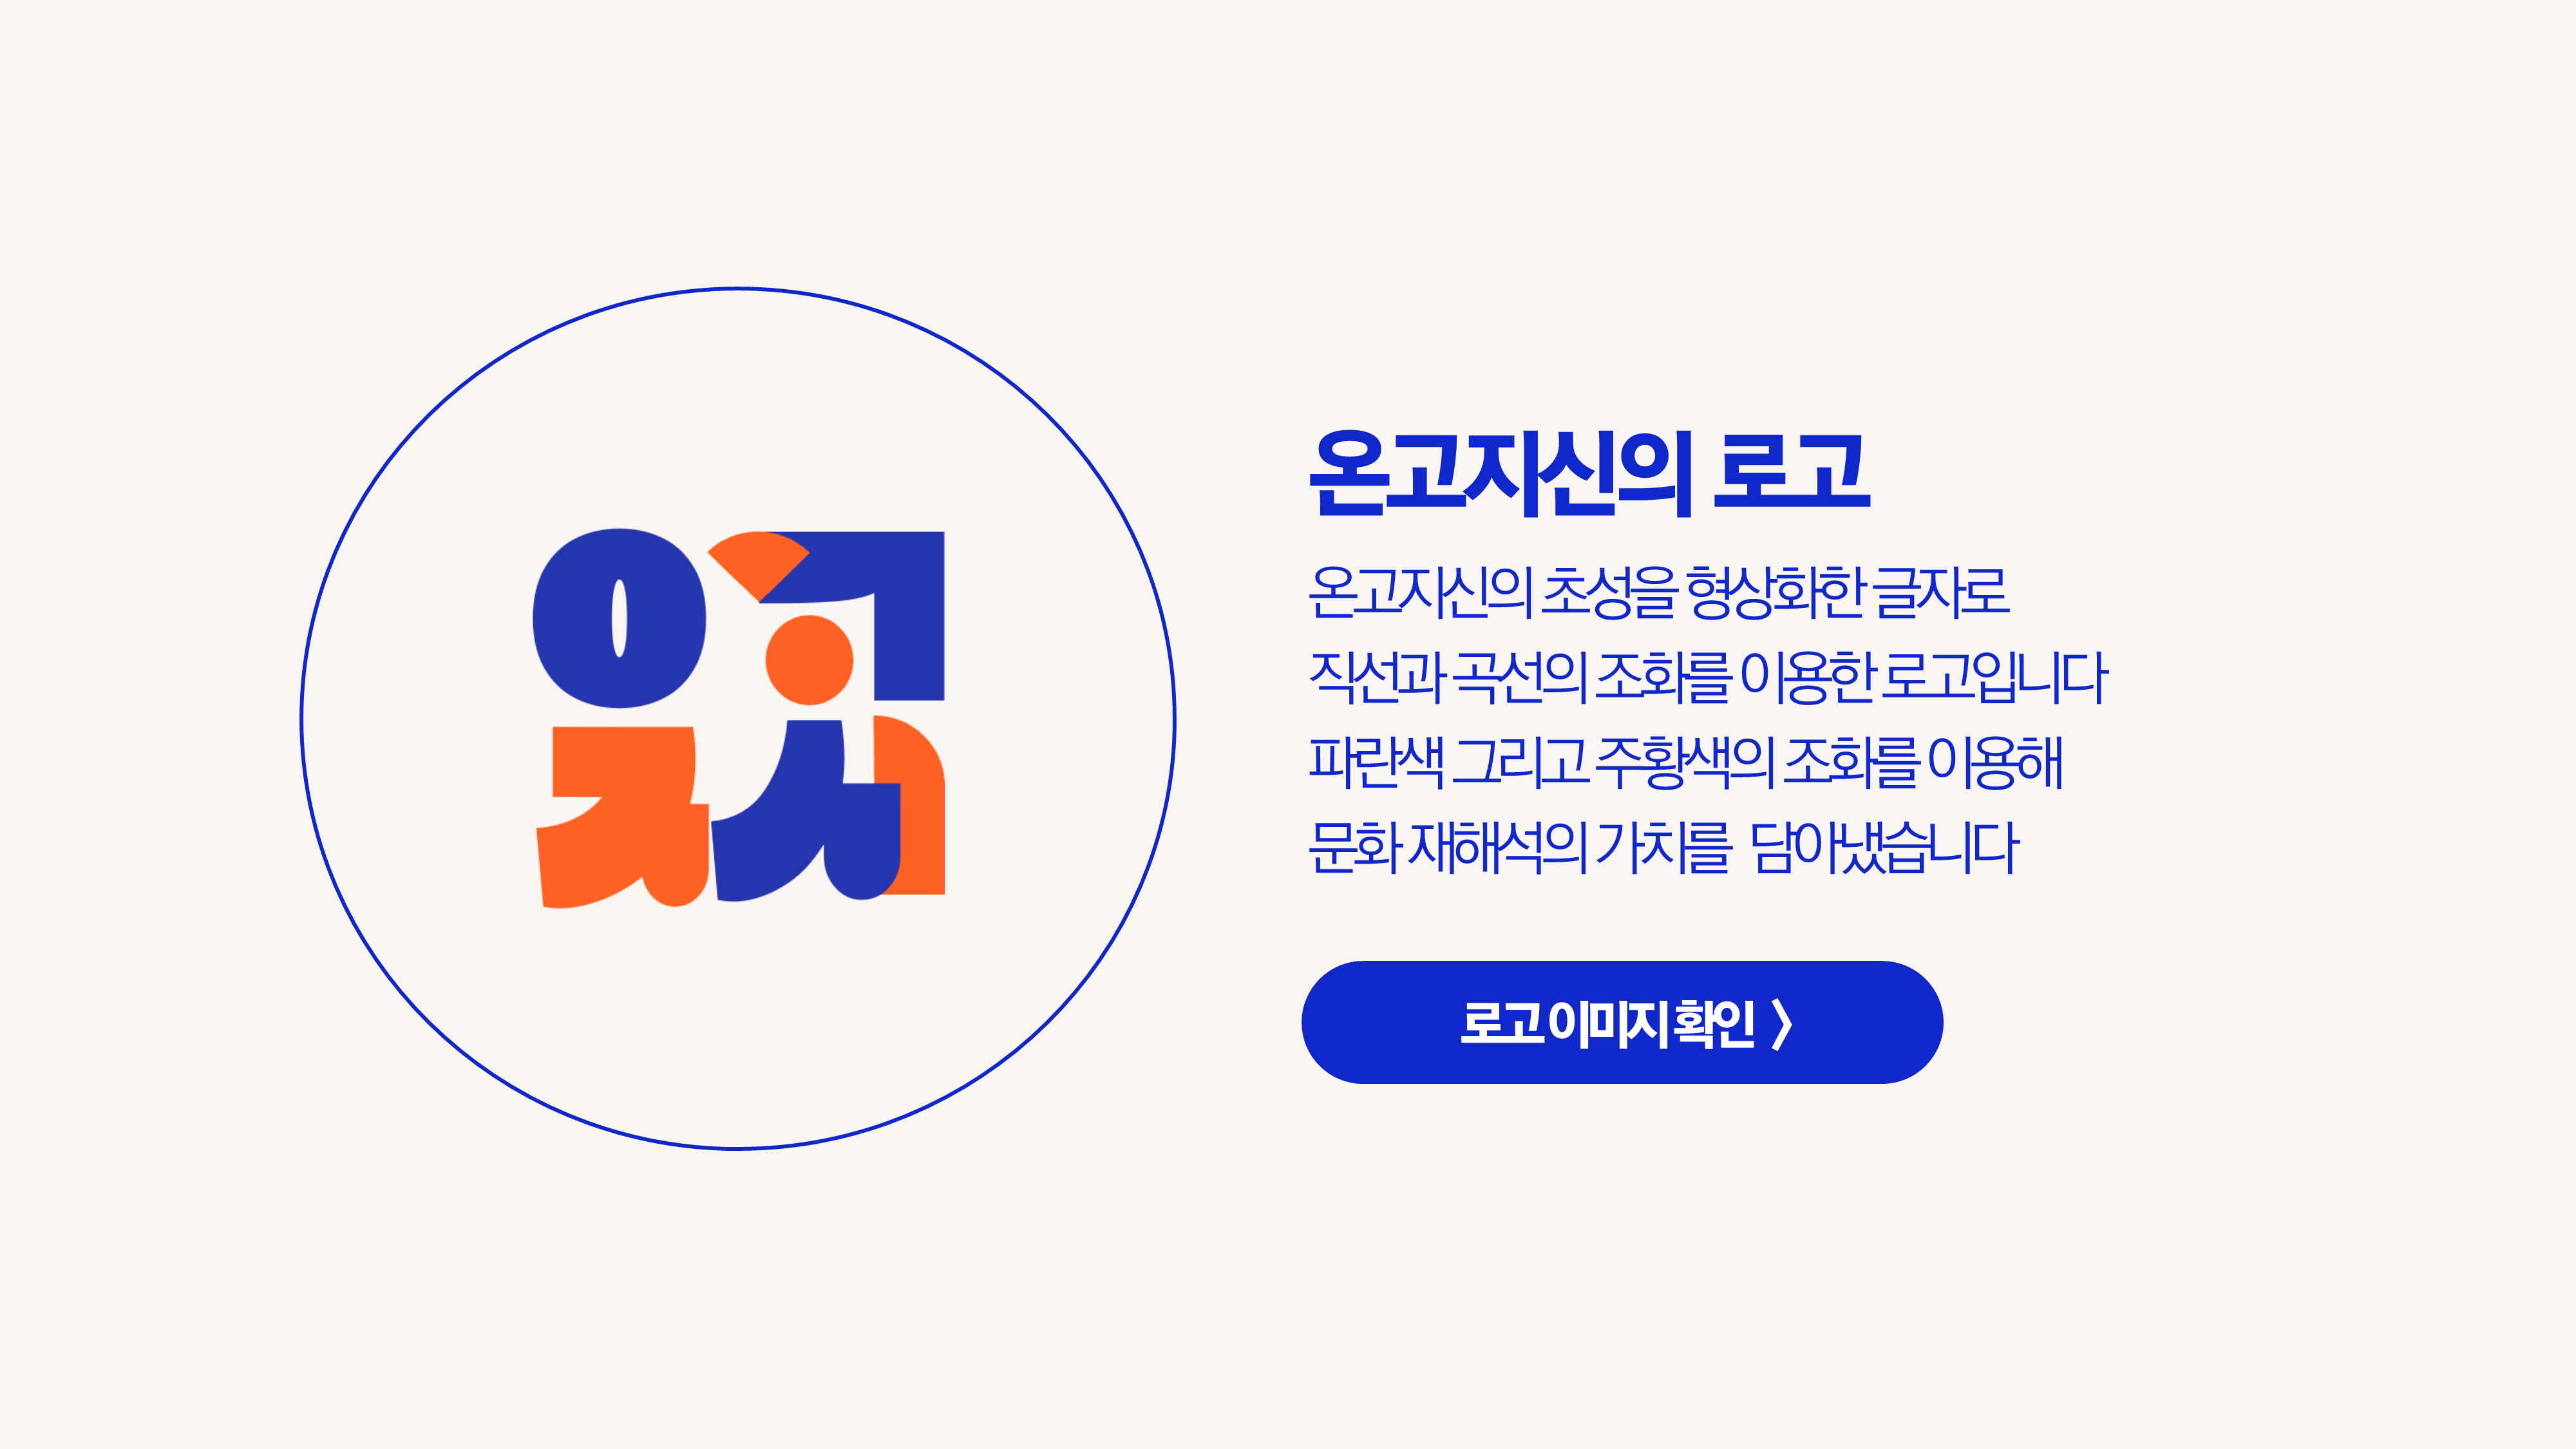 온고지신의 로고
온고지신의 초성을 형상화한 글자로
직선과 곡선의 조화를 이용한 로고입니다
파란색 그리고 주황색의 조화를 이용해
문화 재해석의 가치를 담아냈습니다
로고 이미지 확인 〉